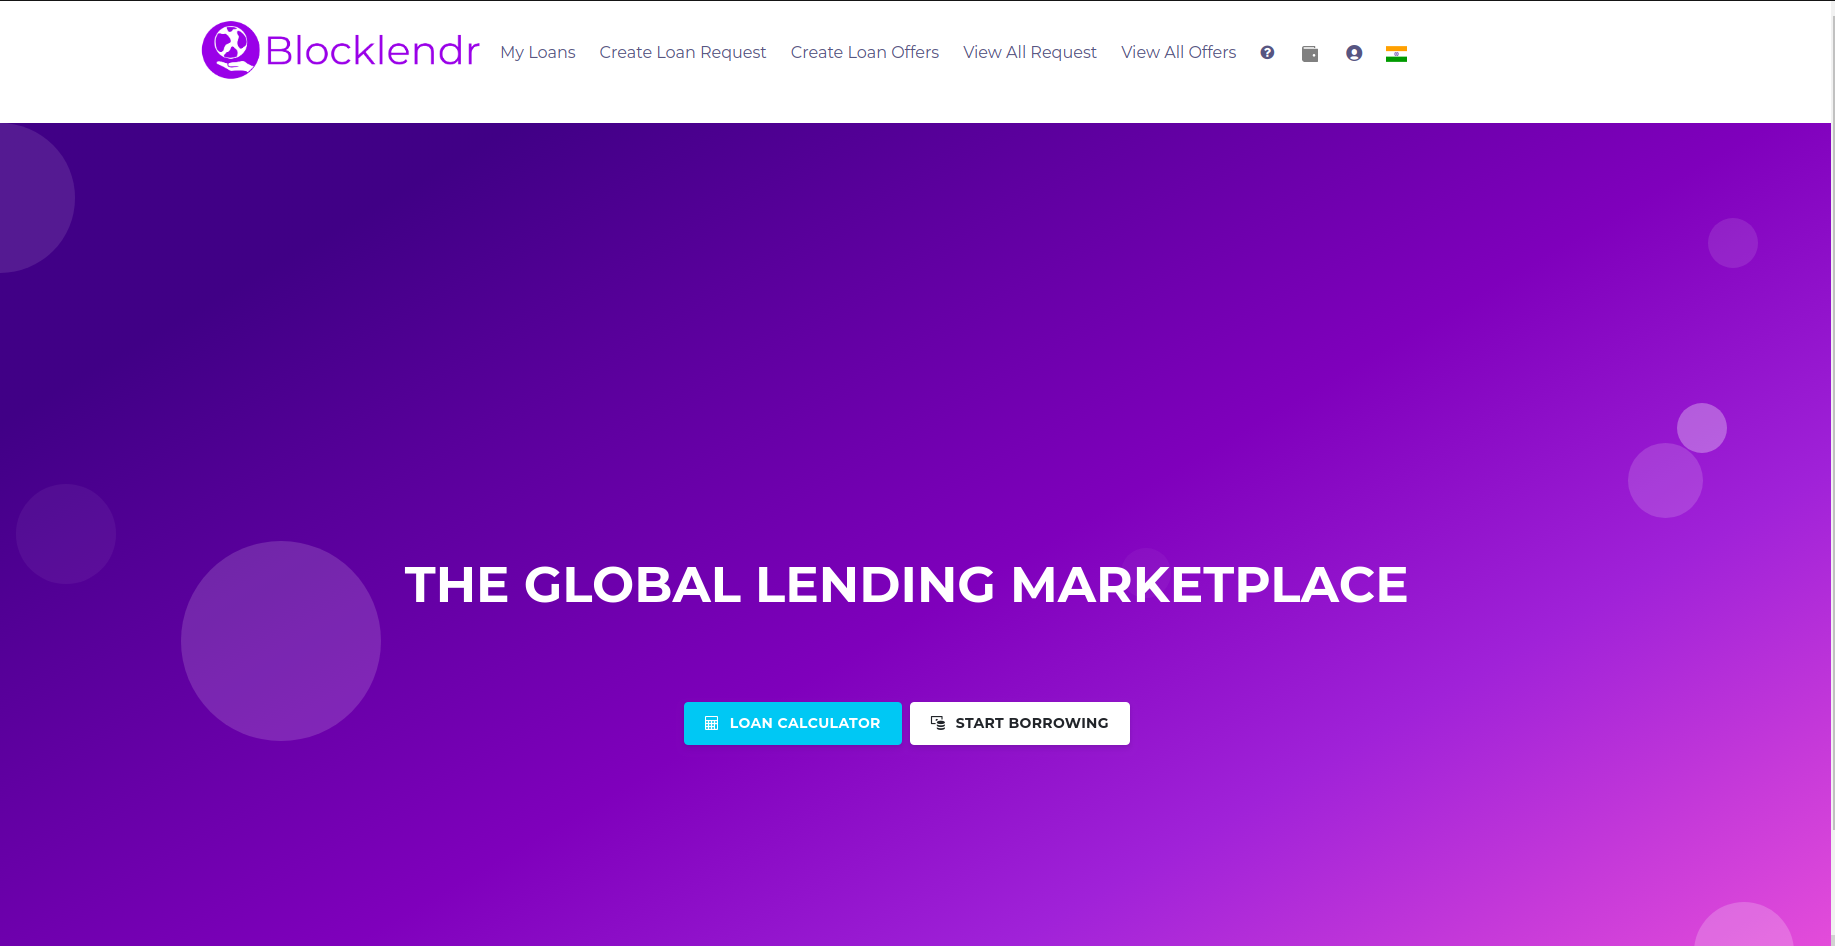 Blocklendr
My Loans Create Loan Request Create Loan Offers View All Request View All Offers
THE GLOBAL LENDING MARKETPLACE
LOAN CALCULATOR START BORROWING